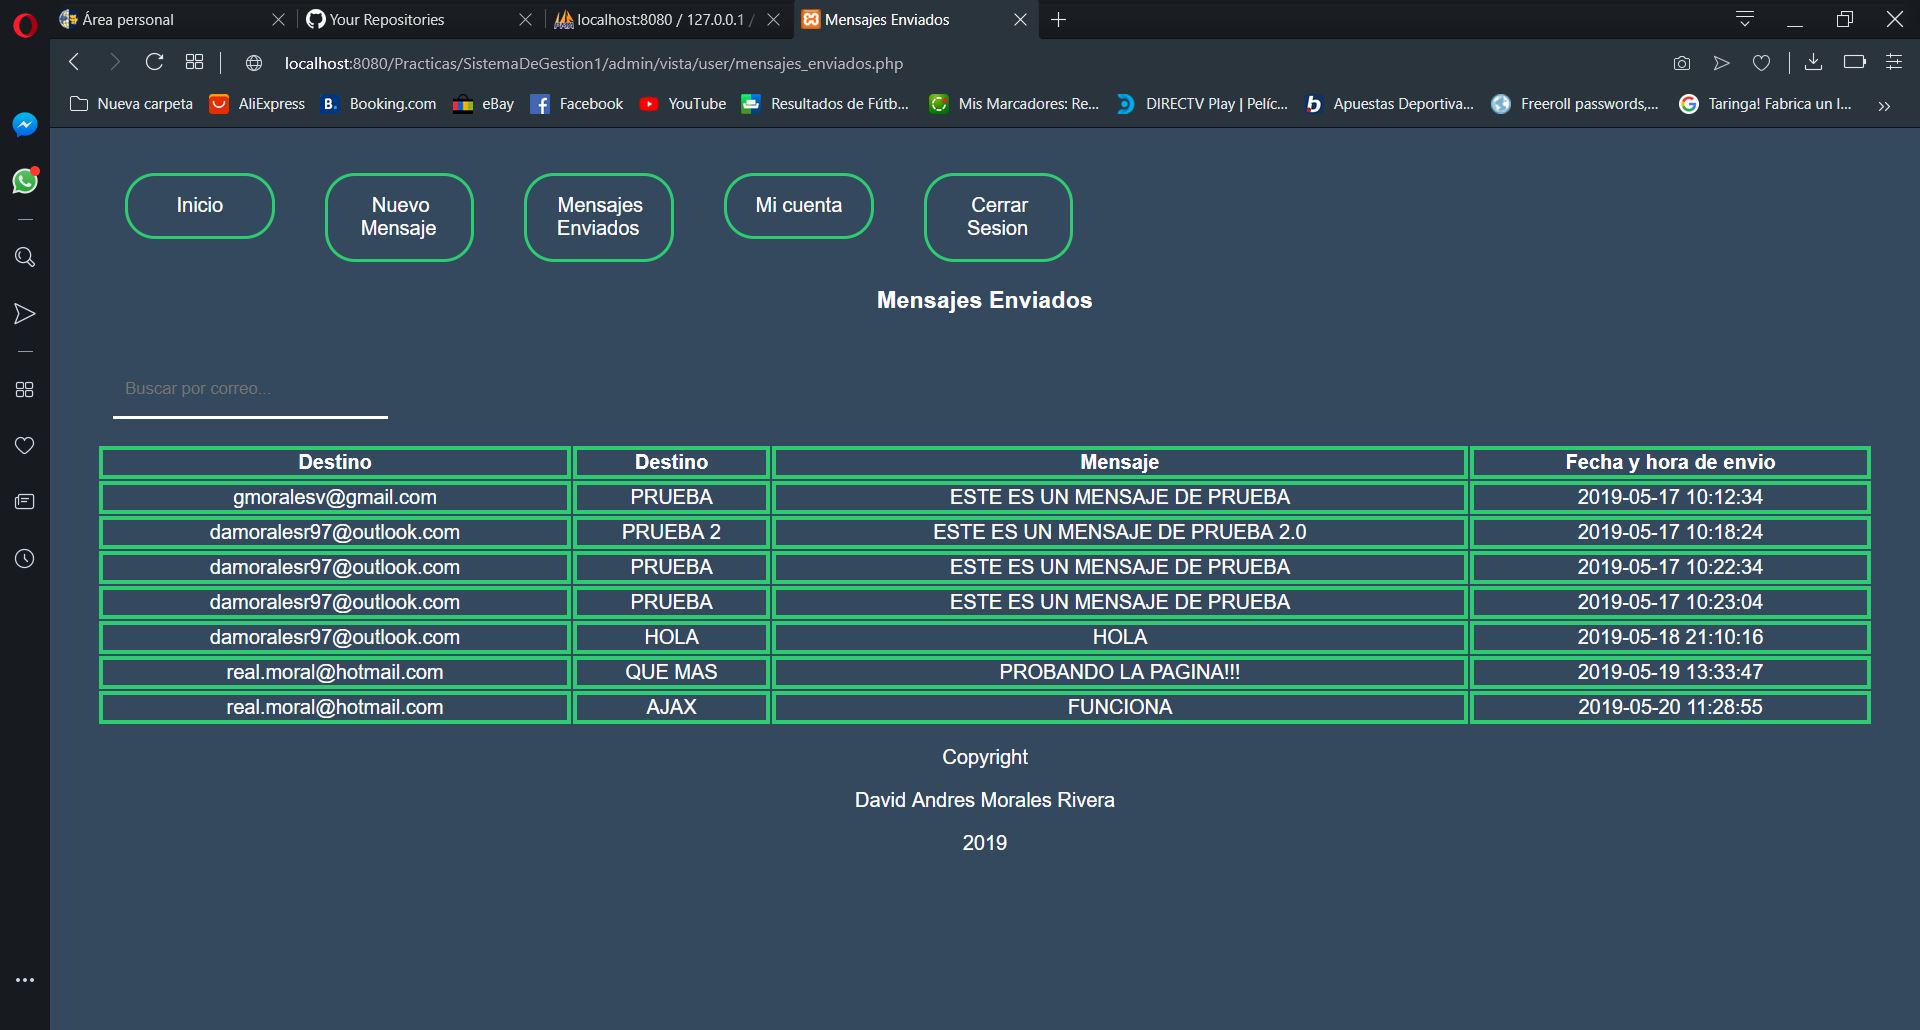 Área personal
Your Repositories
localhost:8080 / 127.0.0.1 /
Mensajes Enviados
localhost:8080/Practicas/SistemaDeGestion1/admin/vista/user/mensajes_enviados.php
Nueva carpeta AliExpress B. Booking.com eBay Facebook YouTube Resultados de Fútb... Mis Marcadores: Re... DIRECTV Play | Pelíc... b Apuestas Deportiva... Freeroll passwords,... Taringa! Fabrica un I...
Inicio
Nuevo
Mensaje
Mensajes
Enviados
Mi cuenta
Cerrar
Sesion
Mensajes Enviados
Buscar por correo...
Destino Destino Mensaje Fecha y hora de envio
gmoralesv@gmail.com PRUEBA ESTE ES UN MENSAJE DE PRUEBA 2019-05-17 10:12:34
damoralesr97@outlook.com PRUEBA 2 ESTE ES UN MENSAJE DE PRUEBA 2.0 2019-05-17 10:18:24
damoralesr97@outlook.com PRUEBA ESTE ES UN MENSAJE DE PRUEBA 2019-05-17 10:22:34
damoralesr97@outlook.com PRUEBA ESTE ES UN MENSAJE DE PRUEBA 2019-05-17 10:23:04
damoralesr97@outlook.com HOLA HOLA 2019-05-18 21:10:16
real.moral@hotmail.com QUE MAS PROBANDO LA PAGINA!!! 2019-05-19 13:33:47
real.moral@hotmail.com AJAX FUNCIONA 2019-05-20 11:28:55
Copyright
David Andres Morales Rivera
2019